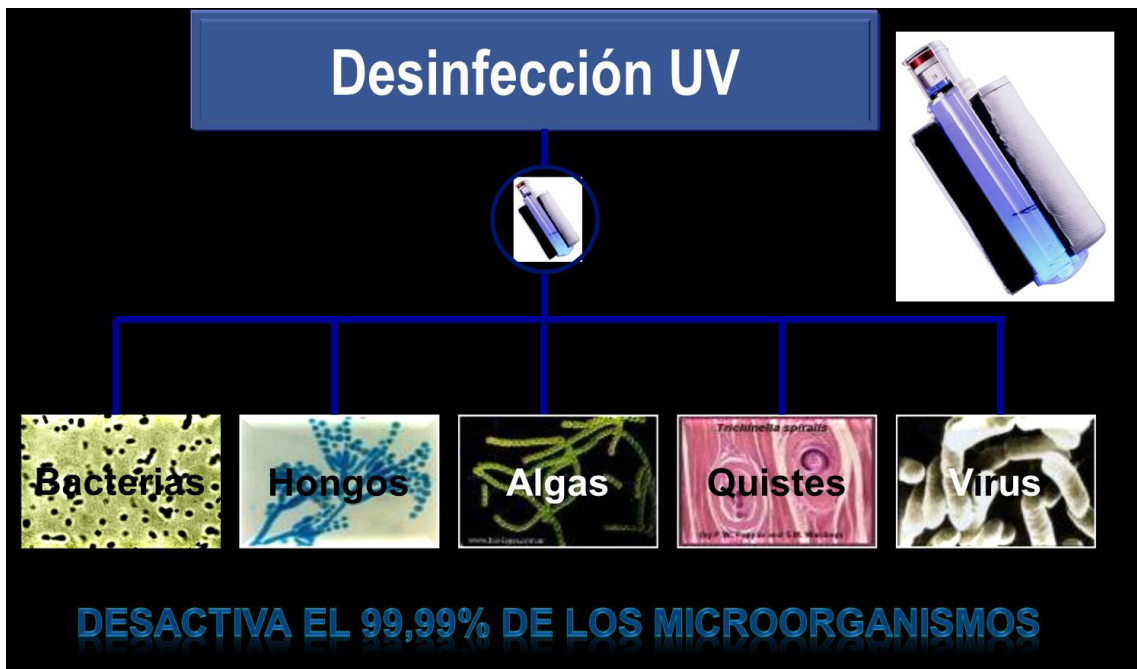 Desinfección UV
Bacterias
Hongos
Algas
Trichinella spiralis
Quistes
Virus
DESACTIVA EL 99,99% DE LOS MICROORGANISMOS